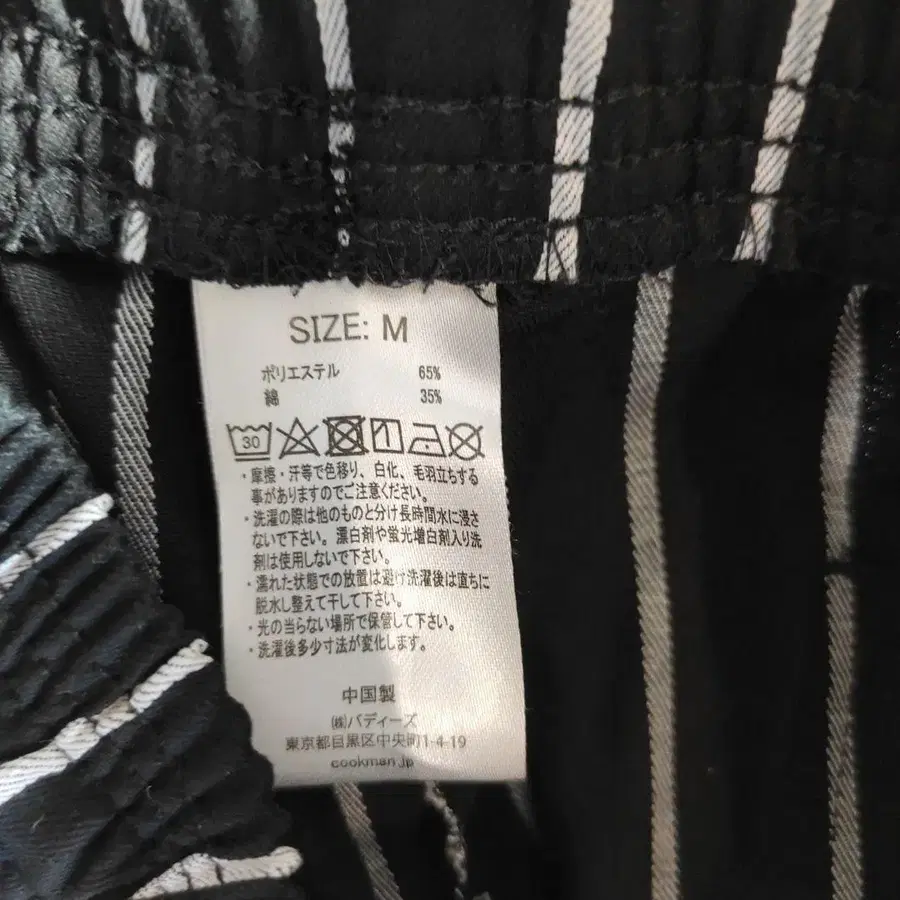 SIZE: M
ポリエステル 65%
綿 35%
30
・摩擦・汗等で色移り、白化、毛羽立ちする
事がありますのでご注意ください。
・洗濯の際は他のものと分け長時間水に浸さ
ないで下さい。漂白剤や蛍光増白剤入り洗
剤は使用しないで下さい。
・濡れた状態での放置は避け洗濯後は直ちに
脱水し整えて干して下さい。
・光の当らない場所で保管して下さい。
・洗濯後多少寸法が変化します。
中国製
㈱バディーズ
東京都目黒区中央町1-4-19
cookman.jp